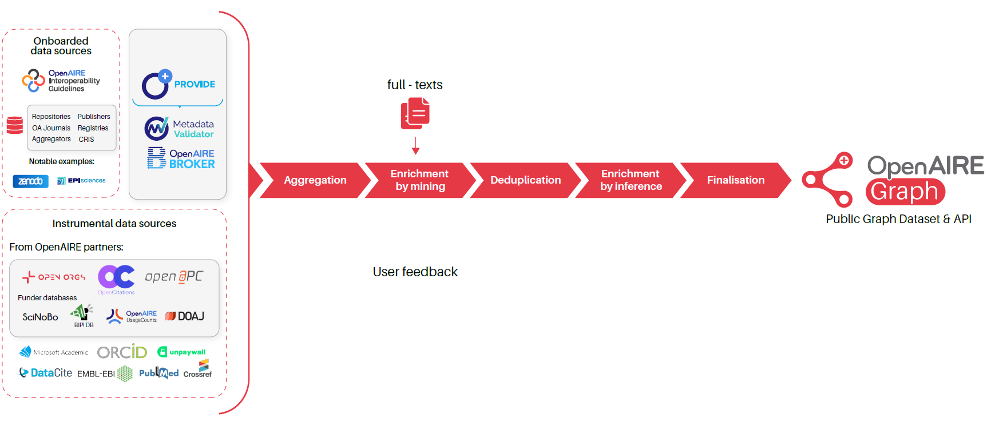 Onboarded
data sources
OpenAIRE
Interoperability
Guidelines
Repositories Publishers
OA Journals Registries
Aggregators CRIS
Notable examples:
zenodo EPIsciences
PROVIDE
Metadata
Validator
OpenAIRE
BROKER
Instrumental data sources
From OpenAIRE partners:
OPEN ORGS OC OpenCitations open aPC
Funder databases
SciNoBo BIP! BIP! DB OpenAIRE UsageCounts DOAJ
Microsoft Academic ORCID unpaywall
DataCite EMBL-EBI PubMed Crossref
full - texts
Aggregation
Enrichment
by mining
Deduplication
Enrichment
by inference
Finalisation
User feedback
OpenAIRE
Graph
Public Graph Dataset & API